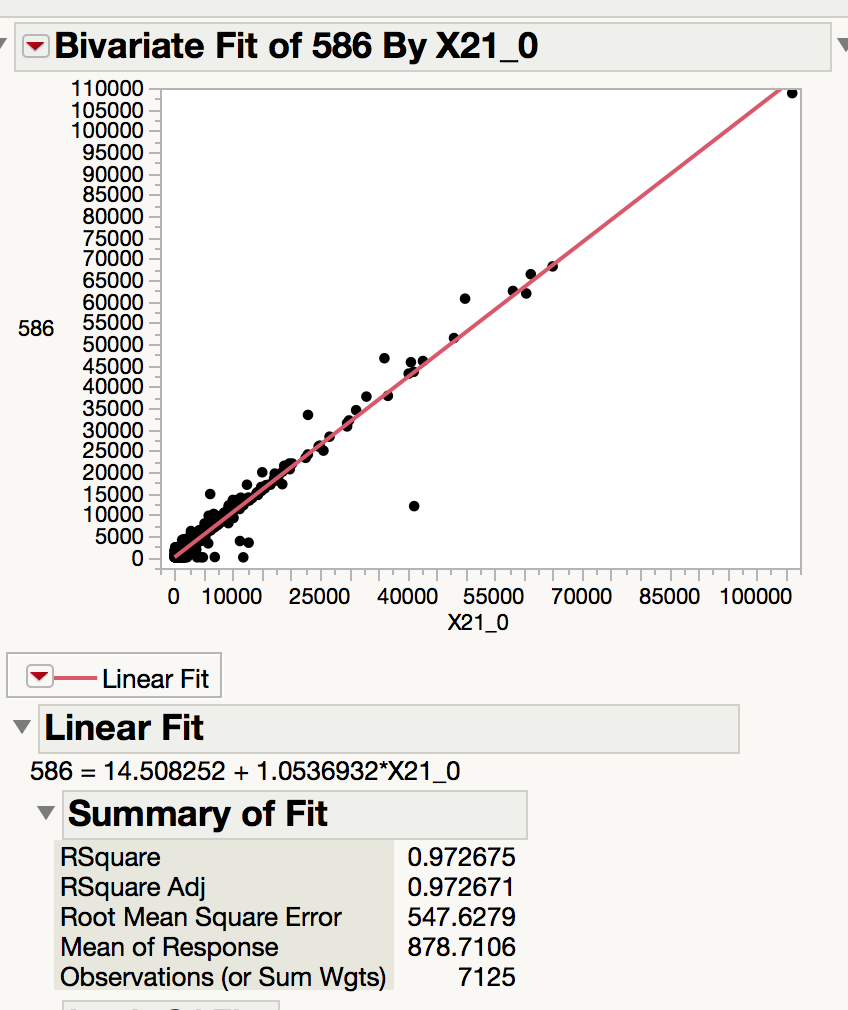 Bivariate Fit of 586 By X21_0
110000
105000
100000
95000
90000
85000
80000
75000
70000
65000
60000
55000
50000
45000
40000
35000
30000
25000
20000
15000
10000
5000
0
586
0 10000 25000 40000 55000 70000 85000 100000
X21_0
Linear Fit
Linear Fit
586 = 14.508252 + 1.0536932*X21_0
Summary of Fit
RSquare 0.972675
RSquare Adj 0.972671
Root Mean Square Error 547.6279
Mean of Response 878.7106
Observations (or Sum Wgts) 7125